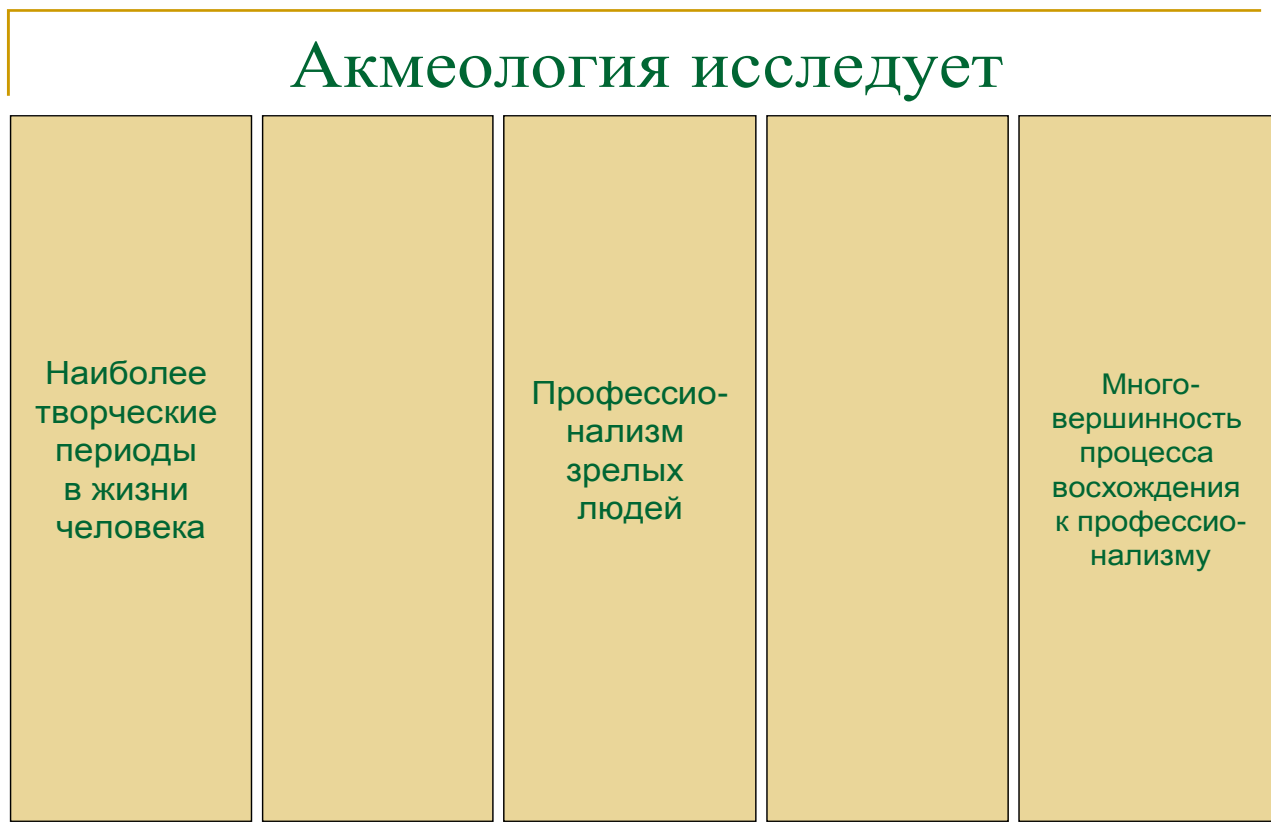 Акмеология исследует
Наиболее
творческие
периоды
в жизни
человека
Профессио-
нализм
зрелых
людей
Много-
вершинность
процесса
восхождения
к профессио-
нализму